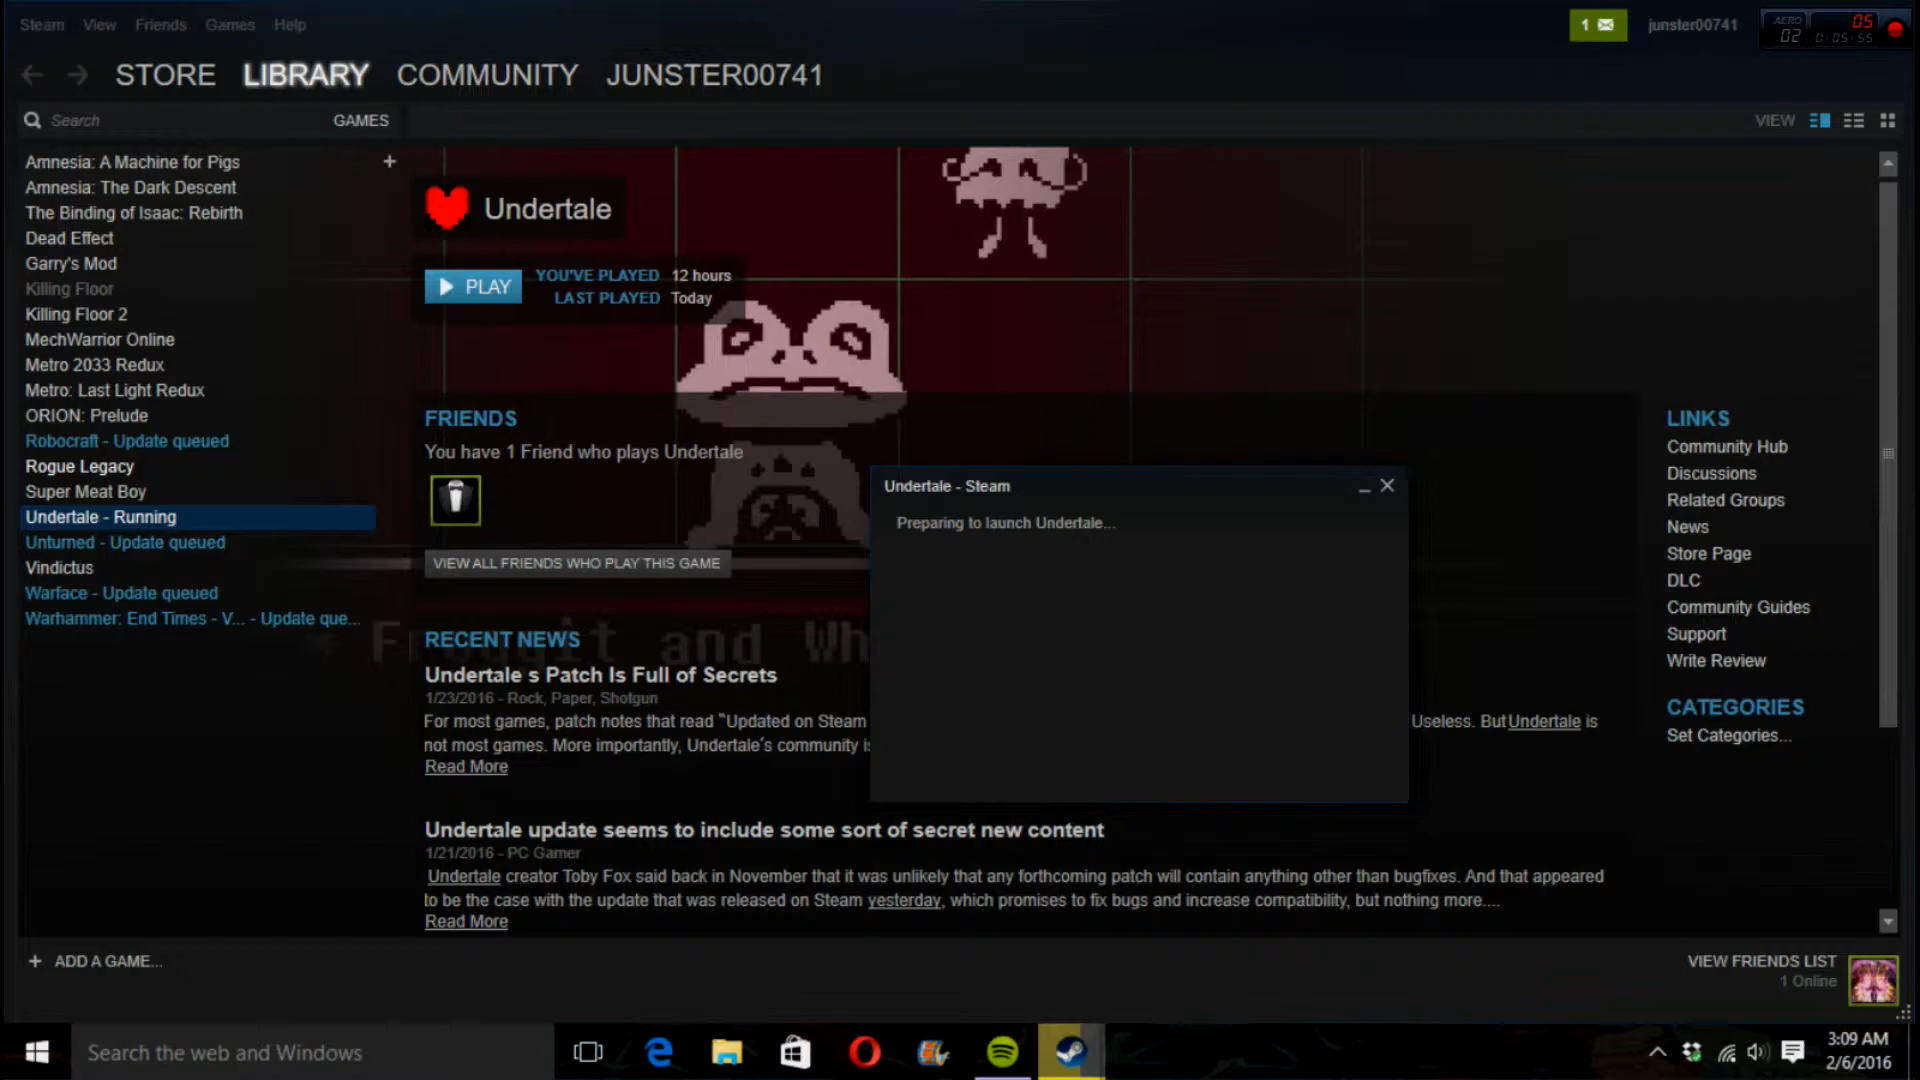 Steam View Friends Games Help
1 junster00741
AERO 05
02 0:05:55
STORE LIBRARY COMMUNITY JUNSTER00741
Search GAMES
VIEW
Amnesia: A Machine for Pigs +
Amnesia: The Dark Descent
The Binding of Isaac: Rebirth
Dead Effect
Garry's Mod
Killing Floor
Killing Floor 2
MechWarrior Online
Metro 2033 Redux
Metro: Last Light Redux
ORION: Prelude
Robocraft - Update queued
Rogue Legacy
Super Meat Boy
Undertale - Running
Unturned - Update queued
Vindictus
Warface - Update queued
Warhammer: End Times - V... - Update que...
Undertale
PLAY
YOU'VE PLAYED 12 hours
LAST PLAYED Today
FRIENDS
You have 1 Friend who plays Undertale
VIEW ALL FRIENDS WHO PLAY THIS GAME
Froggit and Wh
RECENT NEWS
Undertale s Patch Is Full of Secrets
1/23/2016 - Rock, Paper, Shotgun
For most games, patch notes that read “Updated on Steam Useless. But Undertale is
not most games. More importantly, Undertale’s community is
Read More
Undertale update seems to include some sort of secret new content
1/21/2016 - PC Gamer
Undertale creator Toby Fox said back in November that it was unlikely that any forthcoming patch will contain anything other than bugfixes. And that appeared
to be the case with the update that was released on Steam yesterday, which promises to fix bugs and increase compatibility, but nothing more....
Read More
Undertale - Steam
Preparing to launch Undertale...
LINKS
Community Hub
Discussions
Related Groups
News
Store Page
DLC
Community Guides
Support
Write Review
CATEGORIES
Set Categories...
+ ADD A GAME...
VIEW FRIENDS LIST
1 Online
Search the web and Windows
3:09 AM
2/6/2016